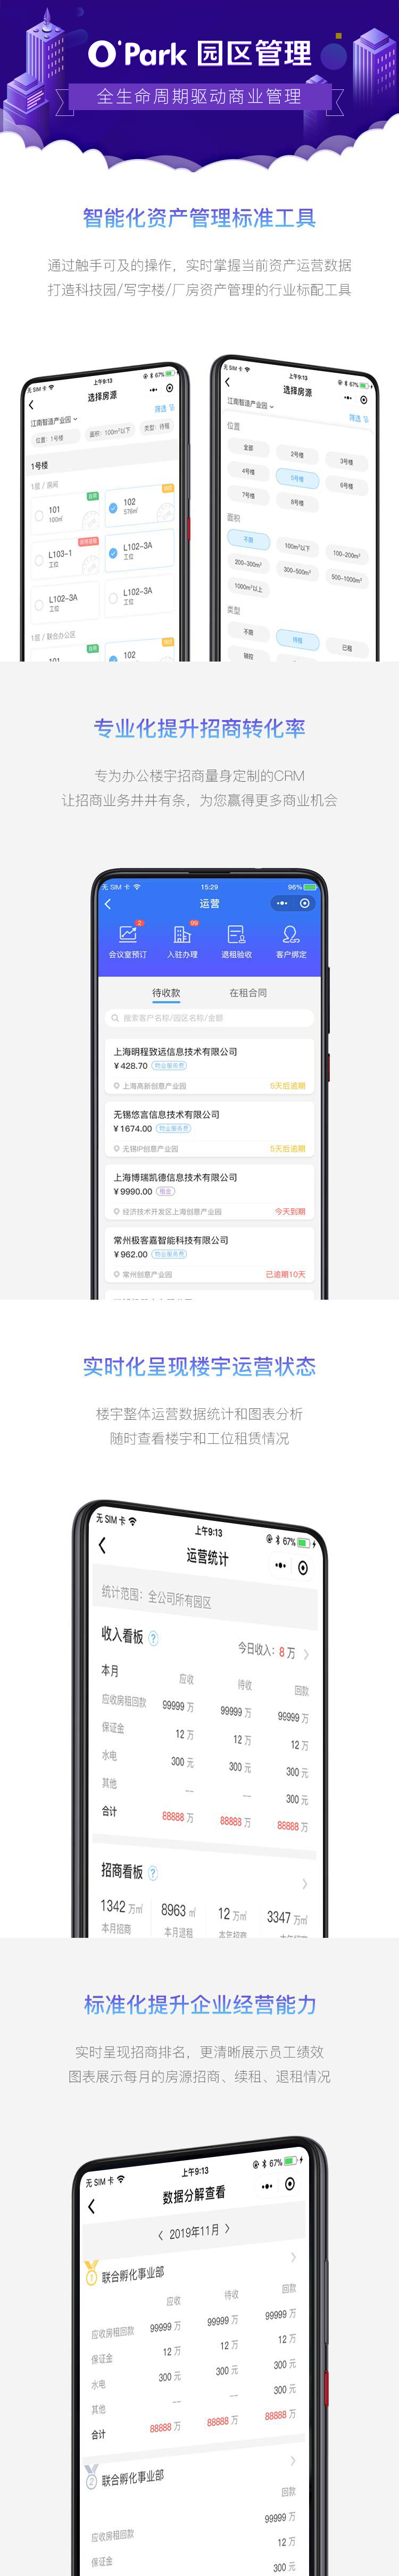 O'Park 园区管理
全生命周期驱动商业管理
智能化资产管理标准工具
通过触手可及的操作，实时掌握当前资产运营数据
打造科技园/写字楼/厂房资产管理的行业标配工具
无 SIM 卡 上午9:13 67%
选择房源
江南智造产业园 筛选
位置：1号楼 面积：100m²以下 类型：待租
1号楼
1层 / 房间
101 100㎡
102 576㎡
L103-1 工位
L102-3A 工位
L102-3A 工位
L102-3A 工位
1层 / 联合办公区
101
102
无 SIM 卡 上午9:13 67%
选择房源
江南智造产业园 筛选
位置
全部 2号楼 3号楼
4号楼 5号楼 6号楼
7号楼 8号楼
面积
不限 100m²以下 100-200m²
200-300m² 300-500m² 500-1000m²
1000m²以上
类型
不限 待租 已租
专业化提升招商转化率
专为办公楼宇招商量身定制的CRM
让招商业务井井有条，为您赢得更多商业机会
无 SIM 卡 15:29 96%
运营
2 99
会议室预订 入驻办理 退租验收 客户绑定
待收款 在租合同
搜索客户名称/园区名称/金额
上海明程致远信息技术有限公司
¥ 428.70 物业服务费
上海高新创意产业园 5天后逾期
无锡悠言信息技术有限公司
¥ 1674.00 物业服务费
无锡IP创意产业园 5天后逾期
上海博瑞凯德信息技术有限公司
¥ 9990.00 租金
经济技术开发区上海创意产业园 今天到期
常州极客嘉智能科技有限公司
¥ 962.00 物业服务费
常州创意产业园 已逾期10天
实时化呈现楼宇运营状态
楼宇整体运营数据统计和图表分析
随时查看楼宇和工位租赁情况
无 SIM 卡 上午9:13 67%
运营统计
统计范围：全公司所有园区
收入看板 ? 今日收入：8 万
本月 应收 待收 回款
应收房租回款 99999 万 99999 万 99999 万
保证金 12 万 12 万 12 万
水电 300 元 300 元 300 元
其他 -- -- 300 元
合计 88888 万 88888 万 88888 万
招商看板 ?
1342 万㎡ 8963 ㎡ 12 万㎡ 3347 万㎡
本月招商 本月退租 本年招商
标准化提升企业经营能力
实时呈现招商排名，更清晰展示员工绩效
图表展示每月的房源招商、续租、退租情况
无 SIM 卡 上午9:13 67%
数据分解查看
2019年11月
1 联合孵化事业部
应收 待收 回款
应收房租回款 99999 万 99999 万 99999 万
保证金 12 万 12 万 12 万
水电 300 元 300 元 300 元
其他 -- -- 300 元
合计 88888 万 88888 万 88888 万
2 联合孵化事业部
回款
应收房租回款 99999 万
保证金 12 万
300 元